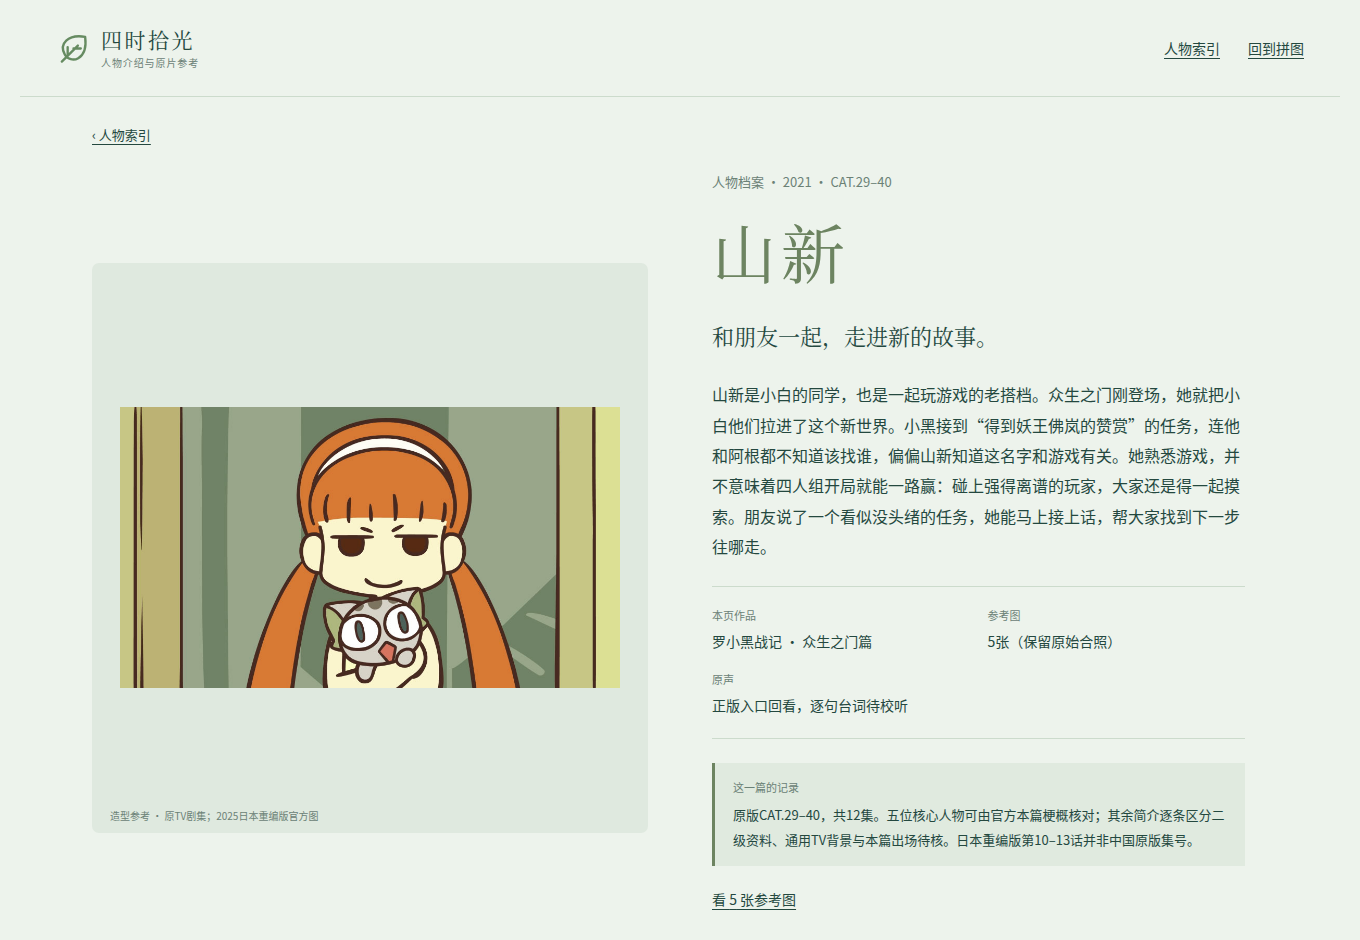 四时拾光
人物介绍与原片参考
人物索引
回到拼图
‹ 人物索引
人物档案 · 2021 · CAT.29–40
山新
和朋友一起，走进新的故事。
山新是小白的同学，也是一起玩游戏的老搭档。众生之门刚登场，她就把小
白他们拉进了这个新世界。小黑接到“得到妖王佛岚的赞赏”的任务，连他
和阿根都不知道该找谁，偏偏山新知道这名字和游戏有关。她熟悉游戏，并
不意味着四人组开局就能一路赢：碰上强得离谱的玩家，大家还是得一起摸
索。朋友说了一个看似没头绪的任务，她能马上接上话，帮大家找到下一步
往哪走。
本页作品
罗小黑战记 · 众生之门篇
参考图
5张（保留原始合照）
原声
正版入口回看，逐句台词待校听
这一篇的记录
原版CAT.29–40，共12集。五位核心人物可由官方本篇梗概核对；其余简介逐条区分二
级资料、通用TV背景与本篇出场待核。日本重编版第10–13话并非中国原版集号。
看 5 张参考图
造型参考 · 原TV剧集；2025日本重编版官方图